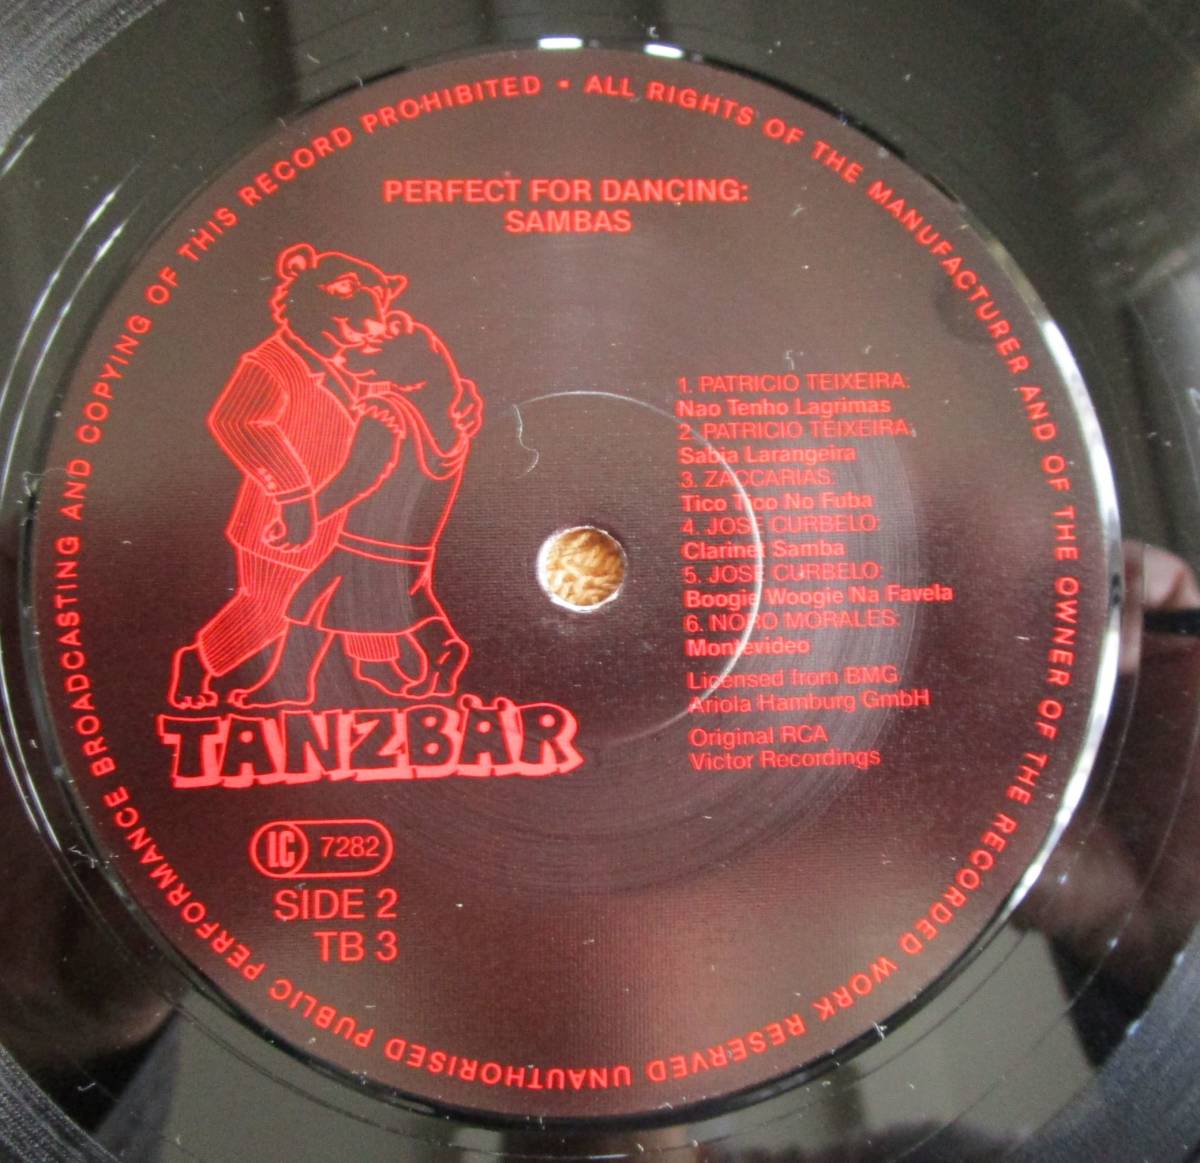 ALL RIGHTS OF THE MANUFACTURER AND OF THE OWNER OF THE RECORDED WORK RESERVED UNAUTHORISED PUBLIC PERFORMANCE BROADCASTING AND COPYING OF THIS RECORD PROHIBITED •
PERFECT FOR DANCING:
SAMBAS
1. PATRICIO TEIXEIRA:
Nao Tenho Lagrimas
2. PATRICIO TEIXEIRA:
Sabia Larangeira
3. ZACCARIAS:
Tico Tico No Fuba
4. JOSE CURBELO:
Clarinet Samba
5. JOSE CURBELO:
Boogie Woogie Na Favela
6. NORO MORALES:
Montevideo
Licensed from BMG
Ariola Hamburg GmbH
Original RCA
Victor Recordings
TANZBÄR
LC 7282
SIDE 2
TB 3